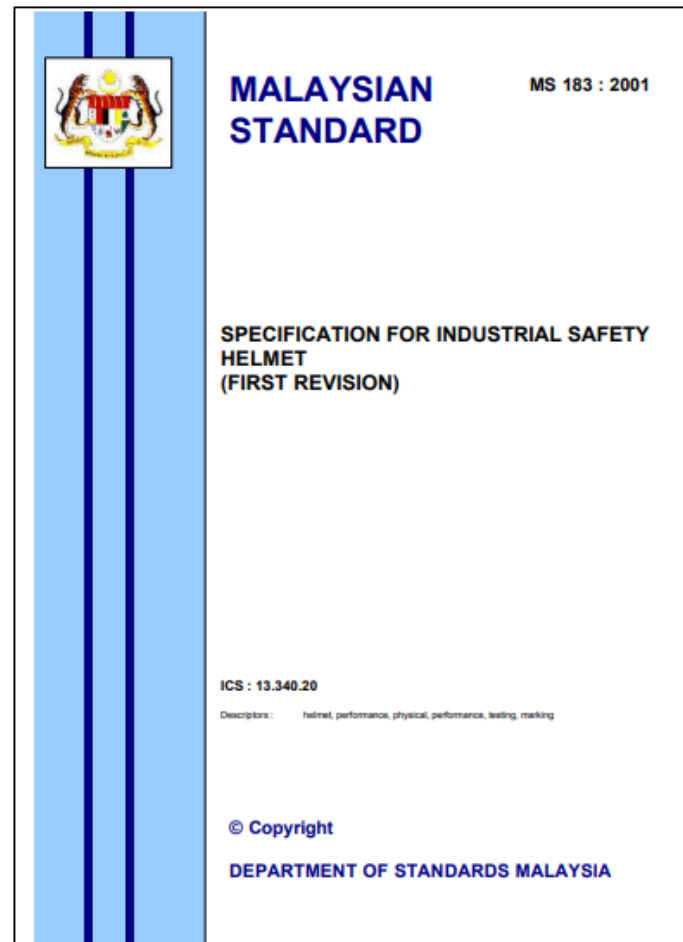 MALAYSIAN
STANDARD
MS 183 : 2001
SPECIFICATION FOR INDUSTRIAL SAFETY
HELMET
(FIRST REVISION)
ICS : 13.340.20
Descriptors : helmet, performance, physical, performance, testing, marking
© Copyright
DEPARTMENT OF STANDARDS MALAYSIA